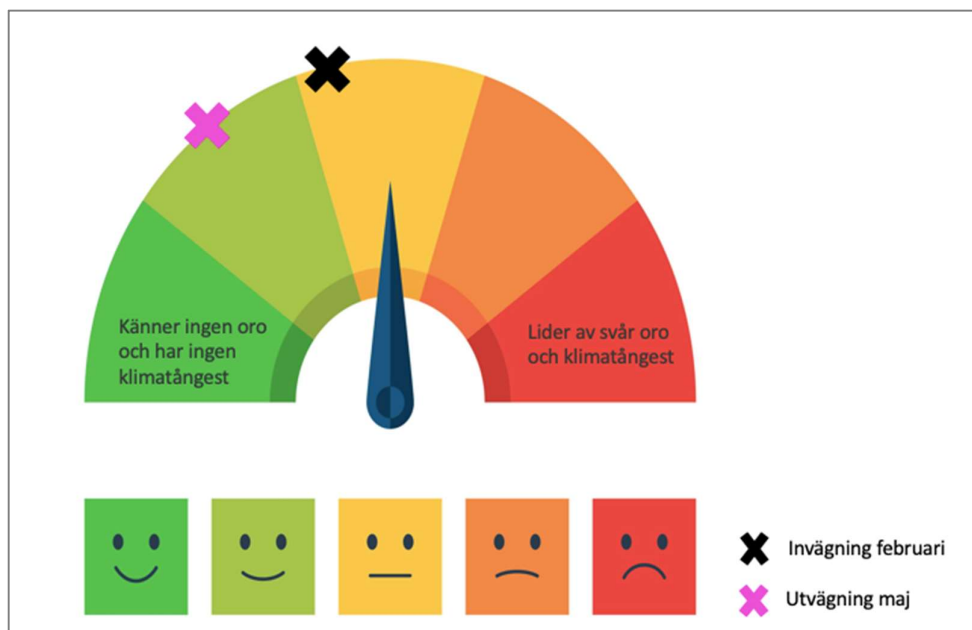 Känner ingen oro
och har ingen
klimatångest
Lider av svår oro
och klimatångest
Invägning februari
Utvägning maj